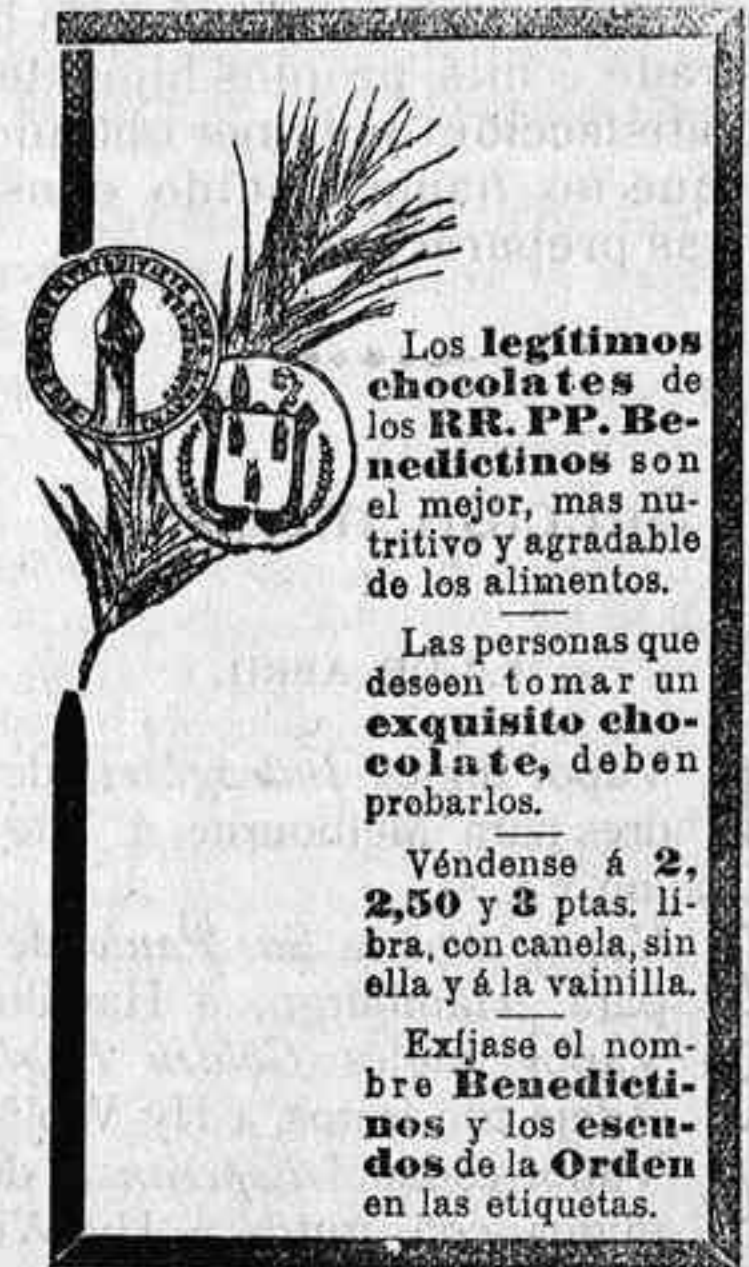 Los legítimos
chocolates de
los RR. PP. Be-
nedictinos son
el mejor, mas nu-
tritivo y agradable
de los alimentos.
Las personas que
deseen tomar un
exquisito cho-
colate, deben
probarlos.
Véndense á 2,
2,50 y 3 ptas. li-
bra, con canela, sin
ella y á la vainilla.
Exíjase el nom-
bre Benedicti-
nos y los escu-
dos de la Orden
en las etiquetas.